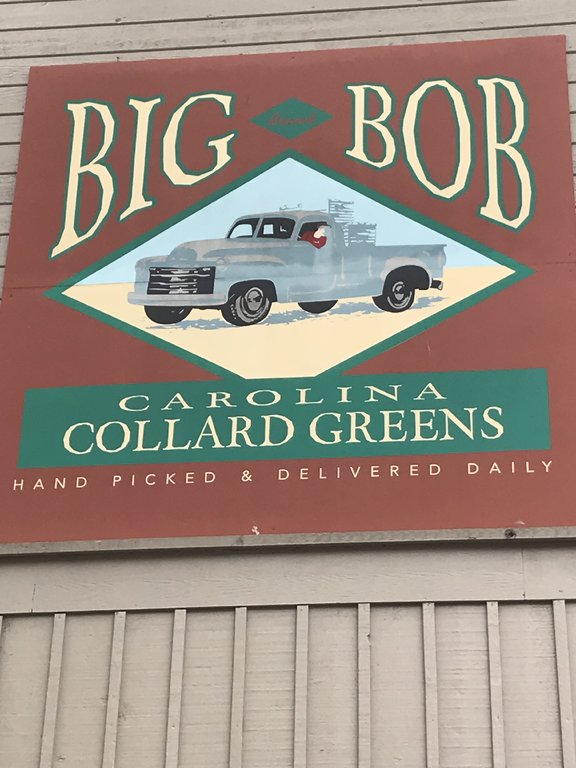 BIG BOB
CAROLINA
COLLARD GREENS
HAND PICKED & DELIVERED DAILY